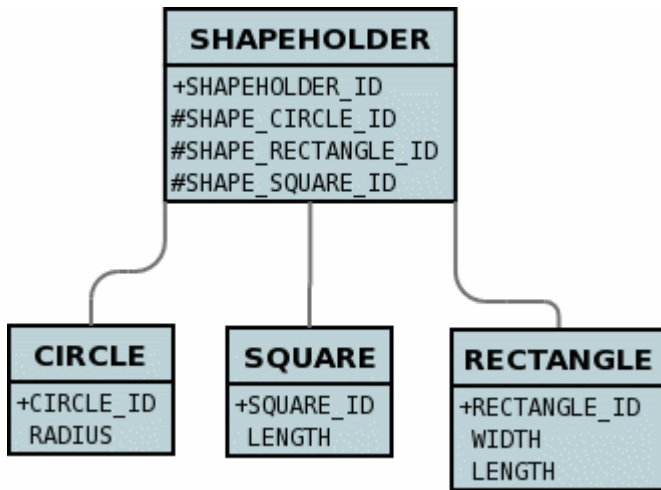 SHAPEHOLDER
+SHAPEHOLDER_ID
#SHAPE_CIRCLE_ID
#SHAPE_RECTANGLE_ID
#SHAPE_SQUARE_ID
CIRCLE
+CIRCLE_ID
RADIUS
SQUARE
+SQUARE_ID
LENGTH
RECTANGLE
+RECTANGLE_ID
WIDTH
LENGTH